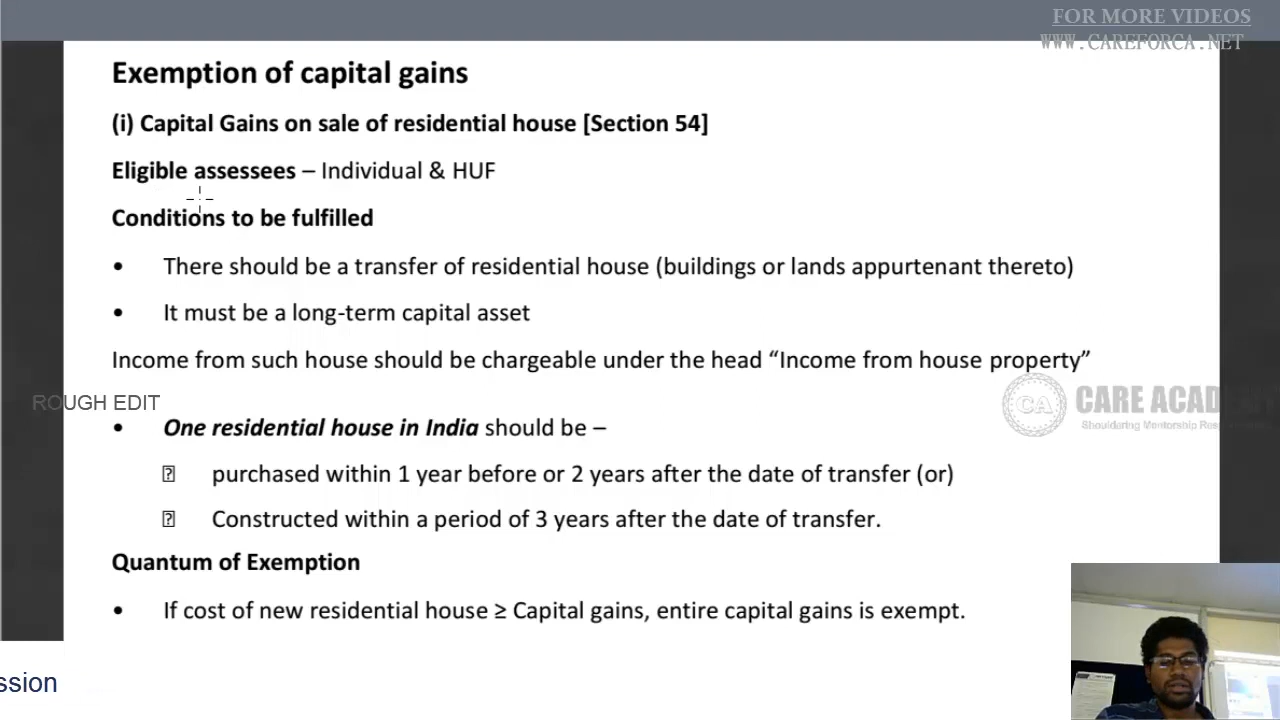 FOR MORE VIDEOS
WWW.CAREFORCA.NET
Exemption of capital gains
(i) Capital Gains on sale of residential house [Section 54]
Eligible assessees – Individual & HUF
Conditions to be fulfilled
• There should be a transfer of residential house (buildings or lands appurtenant thereto)
• It must be a long-term capital asset
Income from such house should be chargeable under the head “Income from house property”
ROUGH EDIT
CA CARE ACADEMY
Shouldering Mentorship
• One residential house in India should be –
purchased within 1 year before or 2 years after the date of transfer (or)
Constructed within a period of 3 years after the date of transfer.
Quantum of Exemption
• If cost of new residential house ≥ Capital gains, entire capital gains is exempt.
ssion